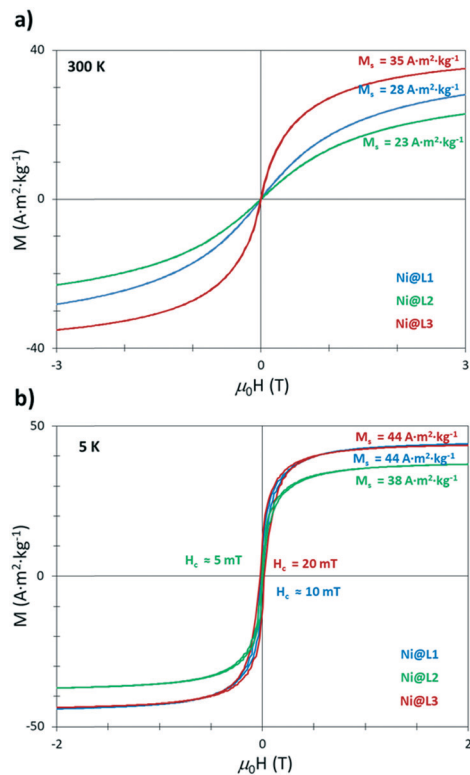 a)
40
300 K
Mₛ = 35 A·m²·kg⁻¹
Mₛ = 28 A·m²·kg⁻¹
Mₛ = 23 A·m²·kg⁻¹
M (A·m²·kg⁻¹)
0
Ni@L1
Ni@L2
Ni@L3
-40
-3
0
3
μ₀H (T)
b)
50
5 K
Mₛ = 44 A·m²·kg⁻¹
Mₛ = 44 A·m²·kg⁻¹
Mₛ = 38 A·m²·kg⁻¹
M (A·m²·kg⁻¹)
H꜀ = 5 mT
H꜀ = 20 mT
0
H꜀ = 10 mT
Ni@L1
Ni@L2
Ni@L3
-50
-2
0
2
μ₀H (T)